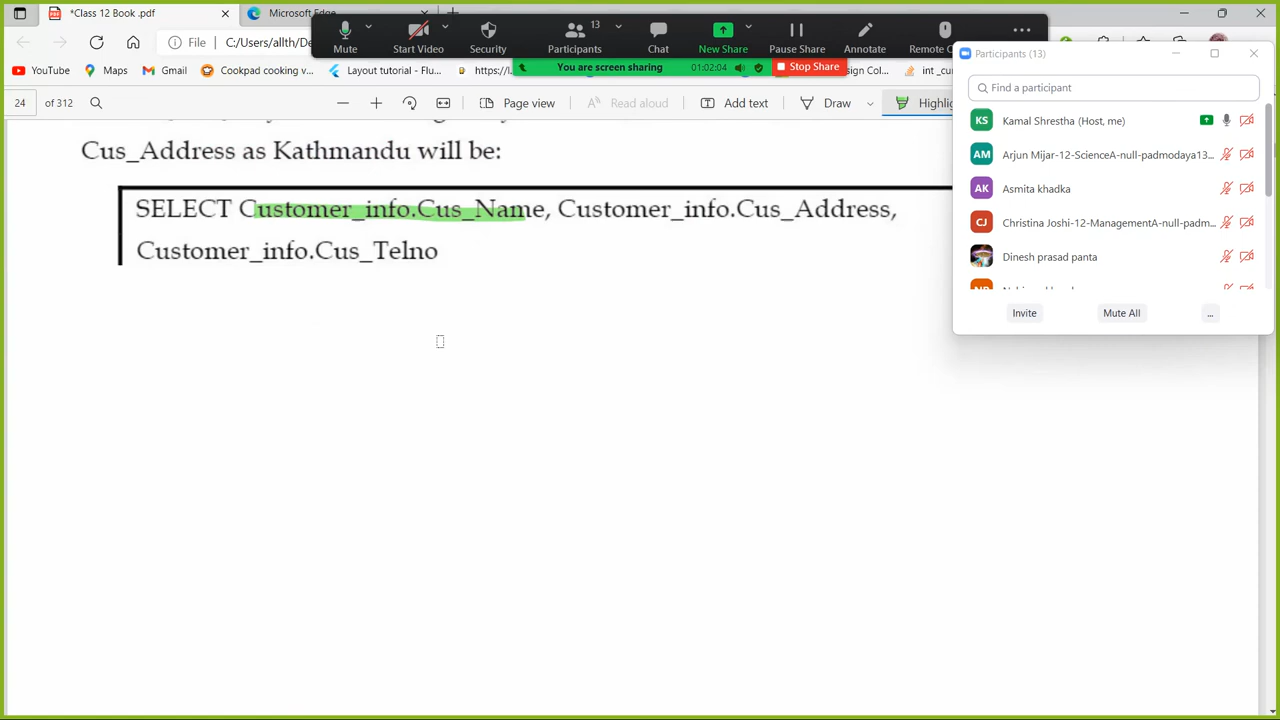 *Class 12 Book .pdf
Microsoft Edge
File
C:/Users/allth/De
Mute
Start Video
Security
13
Participants
Chat
New Share
Pause Share
Annotate
Remote C
You are screen sharing
01:02:04
Stop Share
YouTube
Maps
Gmail
Cookpad cooking v...
Layout tutorial - Flu...
https://
sign Col...
int _cu
24 of 312
Page view
Read aloud
Add text
Draw
Highli
Participants (13)
Find a participant
KS Kamal Shrestha (Host, me)
AM Arjun Mijar-12-ScienceA-null-padmodaya13...
AK Asmita khadka
CJ Christina Joshi-12-ManagementA-null-padm...
Dinesh prasad panta
Invite
Mute All
...
Cus_Address as Kathmandu will be:
SELECT Customer_info.Cus_Name, Customer_info.Cus_Address,
Customer_info.Cus_Telno